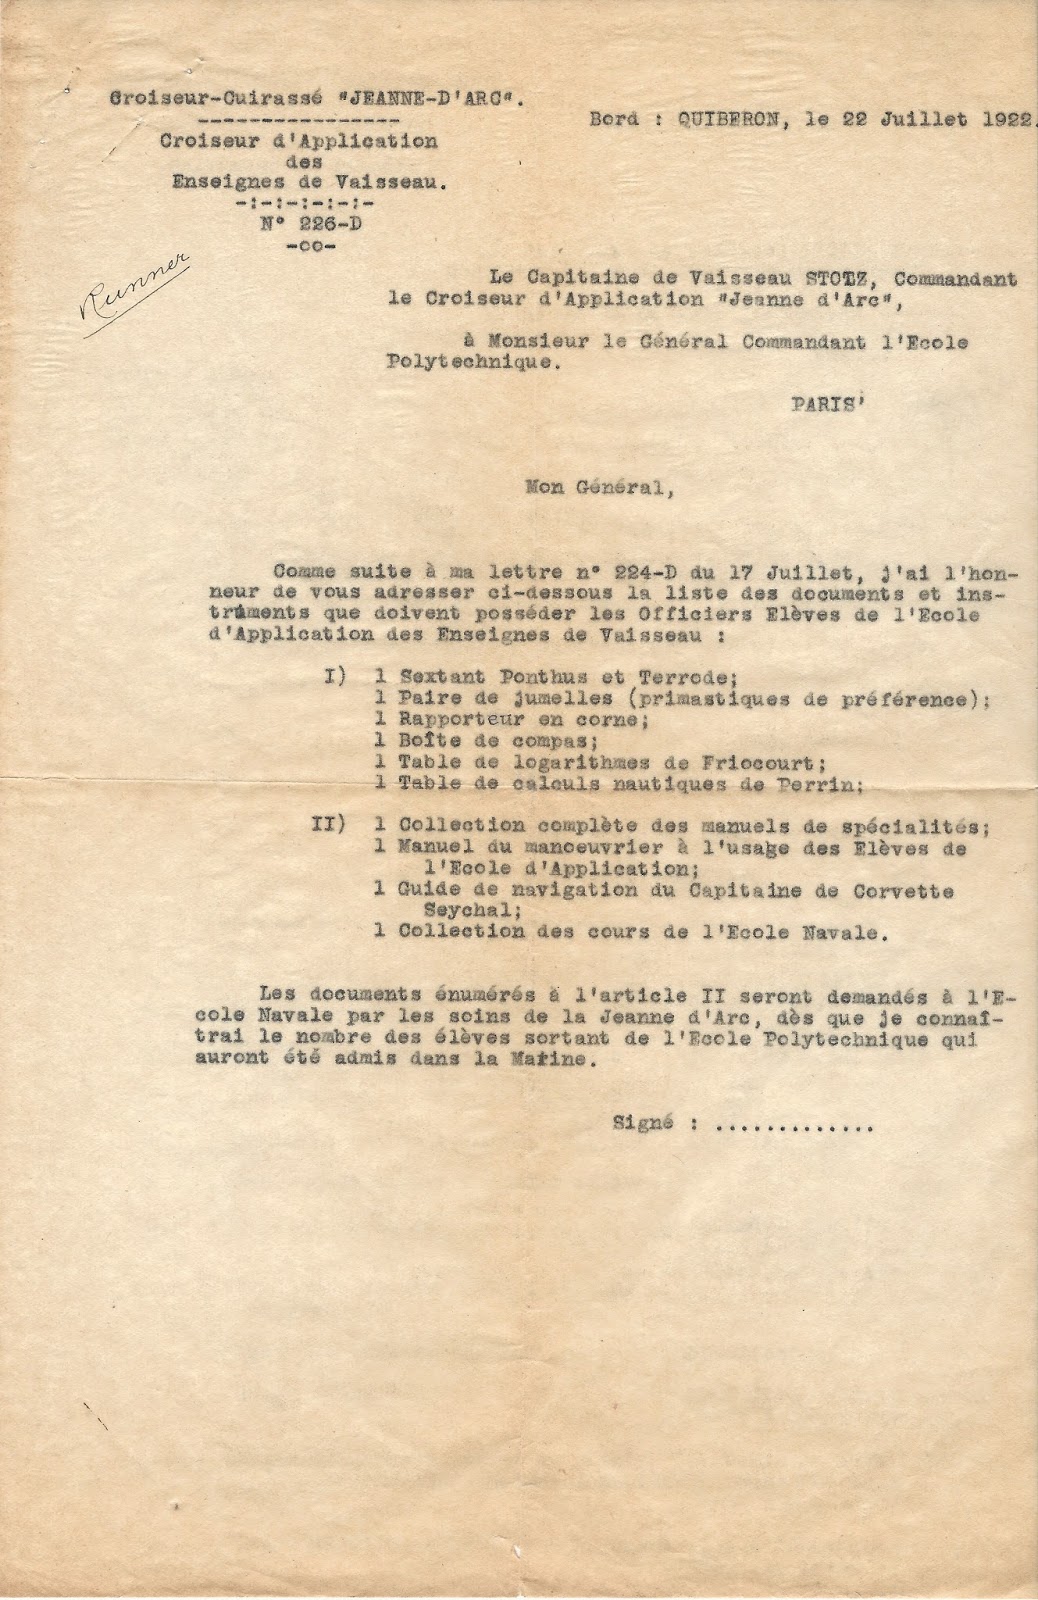 Croiseur-Cuirassé "JEANNE-D'ARC".
---------------
Bord : QUIBERON, le 22 Juillet 1922.
Croiseur d'Application
des
Enseignes de Vaisseau.
-:-:-:-:-:-
N° 226-D
-oo-
Runner
Le Capitaine de Vaisseau STOTZ, Commandant
le Croiseur d'Application "Jeanne d'Arc",
à Monsieur le Général Commandant l'Ecole
Polytechnique.
PARIS'
Mon Général,
Comme suite à ma lettre n° 224-D du 17 Juillet, j'ai l'hon-
neur de vous adresser ci-dessous la liste des documents et ins-
truments que doivent posséder les Officiers Elèves de l'Ecole
d'Application des Enseignes de Vaisseau :
I) 1 Sextant Ponthus et Terrode;
1 Paire de jumelles (primastiques de préférence);
1 Rapporteur en corne;
1 Boîte de compas;
1 Table de logarithmes de Friocourt;
1 Table de calculs nautiques de Perrin;
II) 1 Collection complète des manuels de spécialités;
1 Manuel du manoeuvrier à l'usage des Elèves de
l'Ecole d'Application;
1 Guide de navigation du Capitaine de Corvette
Seychal;
1 Collection des cours de l'Ecole Navale.
Les documents énumérés à l'article II seront demandés à l'E-
cole Navale par les soins de la Jeanne d'Arc, dès que je connaî-
trai le nombre des élèves sortant de l'Ecole Polytechnique qui
auront été admis dans la Marine.
Signé : .............